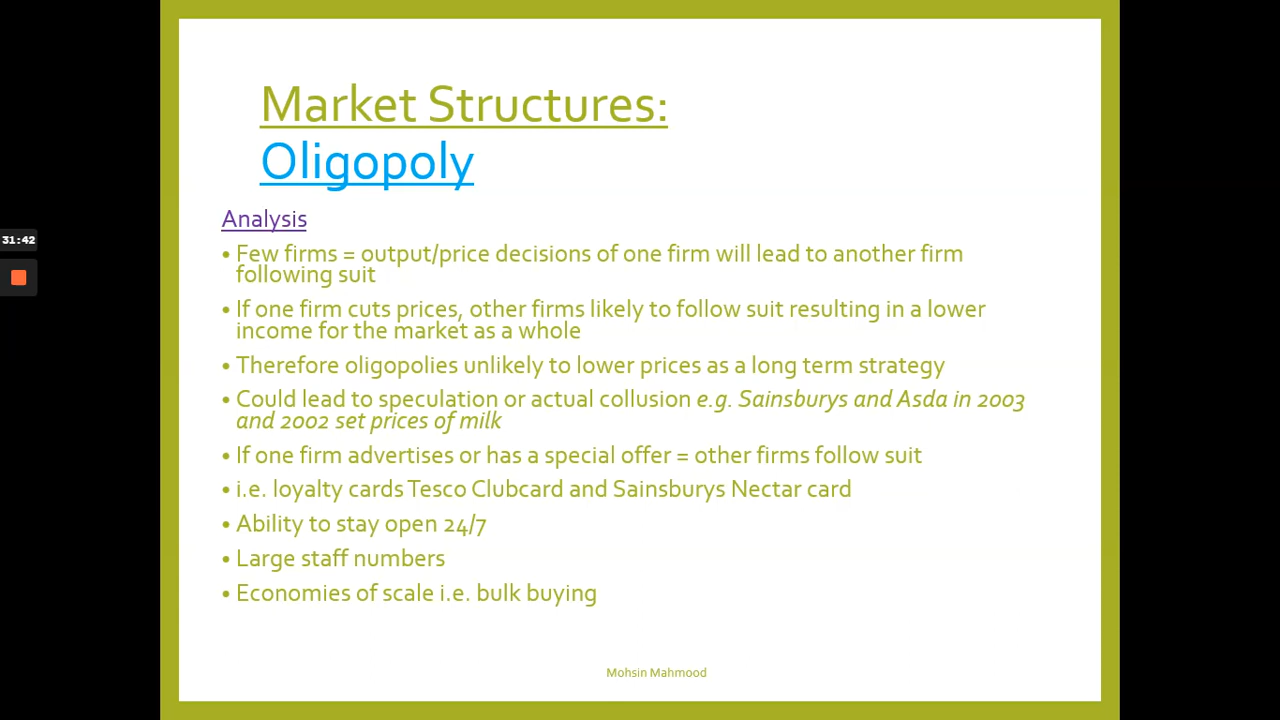 Market Structures:
Oligopoly
31:42
Analysis
• Few firms = output/price decisions of one firm will lead to another firm
following suit
• If one firm cuts prices, other firms likely to follow suit resulting in a lower
income for the market as a whole
• Therefore oligopolies unlikely to lower prices as a long term strategy
• Could lead to speculation or actual collusion e.g. Sainsburys and Asda in 2003
and 2002 set prices of milk
• If one firm advertises or has a special offer = other firms follow suit
• i.e. loyalty cards Tesco Clubcard and Sainsburys Nectar card
• Ability to stay open 24/7
• Large staff numbers
• Economies of scale i.e. bulk buying
Mohsin Mahmood